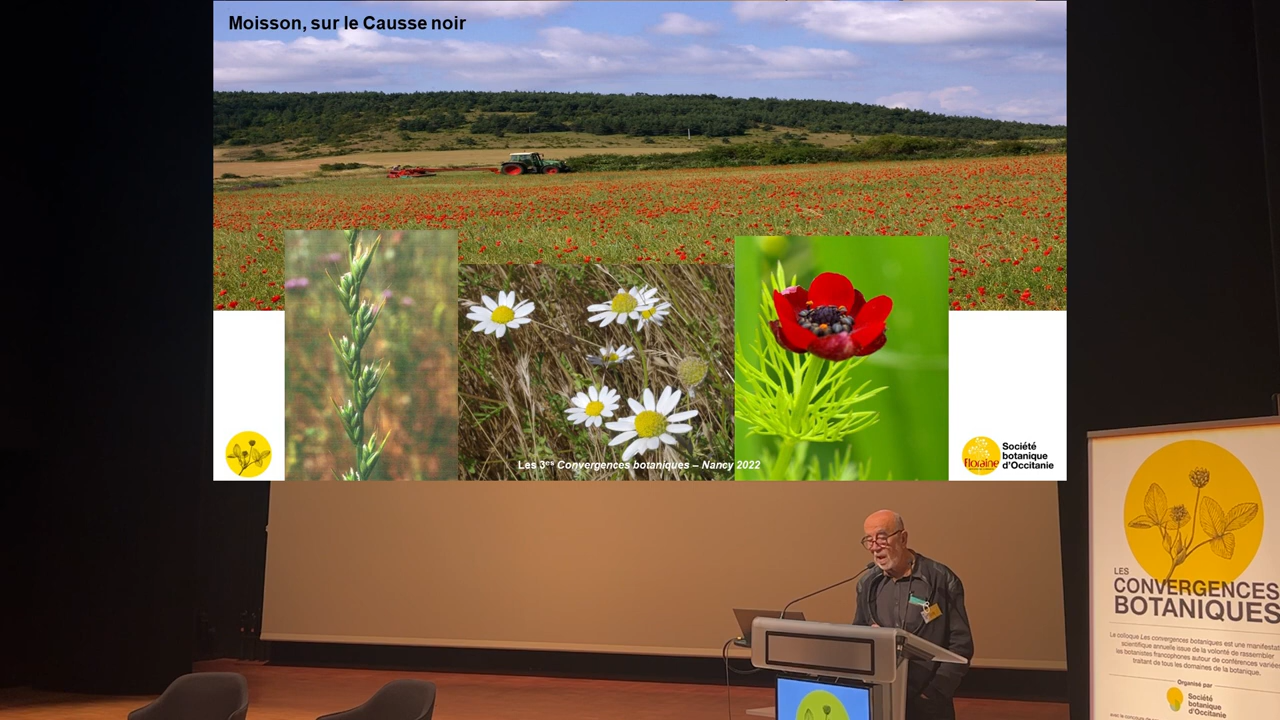 Moisson, sur le Causse noir
Les 3es Convergences botaniques – Nancy 2022
Floraine
Société
botanique
d'Occitanie
LES
CONVERGENCES
BOTANIQUES
Le colloque Les convergences botaniques est une manifestat
scientifique annuelle issue de la volonté de rassembler
les botanistes francophones autour de conférences variées
traitant de tous les domaines de la botanique.
Organisé par
Société
botanique
d'Occitanie